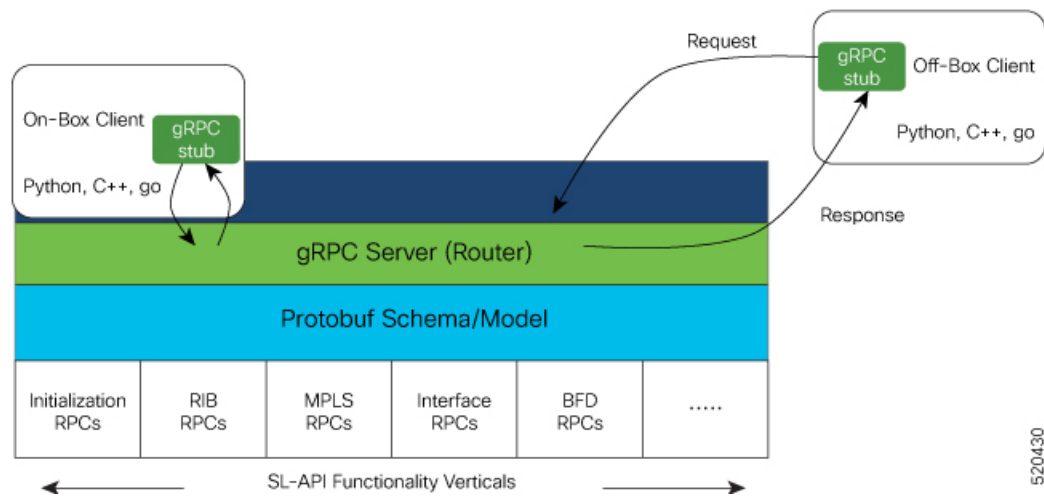 Request
gRPC
stub
Off-Box Client
Python, C++, go
On-Box Client
gRPC
stub
Python, C++, go
Response
gRPC Server (Router)
Protobuf Schema/Model
Initialization
RPCs
RIB
RPCs
MPLS
RPCs
Interface
RPCs
BFD
RPCs
.....
SL-API Functionality Verticals
520430